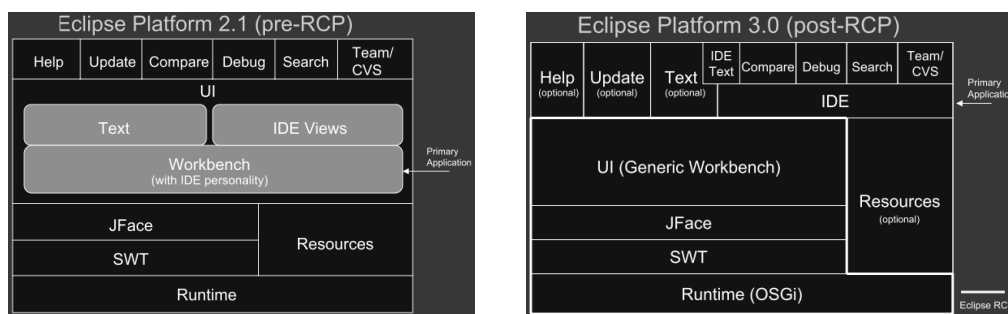 Eclipse Platform 2.1 (pre-RCP)
Help Update Compare Debug Search Team/
CVS
UI
Text IDE Views
Workbench
(with IDE personality)
Primary
Application
JFace
SWT
Resources
Runtime
Eclipse Platform 3.0 (post-RCP)
Help
(optional)
Update
(optional)
Text
(optional)
IDE
Text
Compare Debug Search Team/
CVS
IDE
Primary
Applicatio
UI (Generic Workbench)
JFace
SWT
Resources
(optional)
Runtime (OSGi)
Eclipse RC